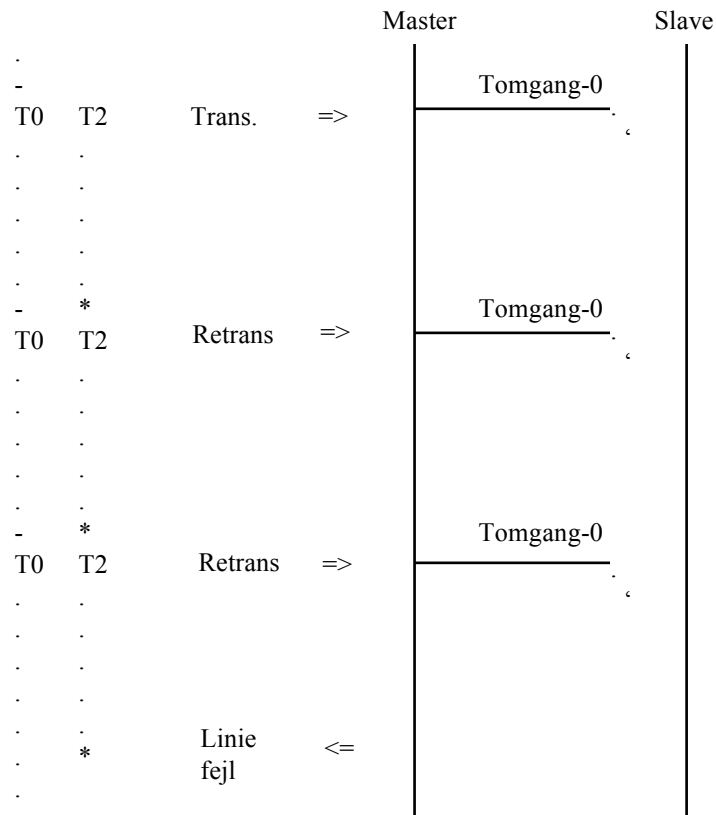 Master Slave
.
-
Tomgang-0
T0 T2 Trans. =>
. ‘
. .
. .
. .
. .
. .
- *
Tomgang-0
T0 T2 Retrans =>
. ‘
. .
. .
. .
. .
. .
- *
Tomgang-0
T0 T2 Retrans =>
. ‘
. .
. .
. .
. .
. .
Linie <=
. *
fejl
.